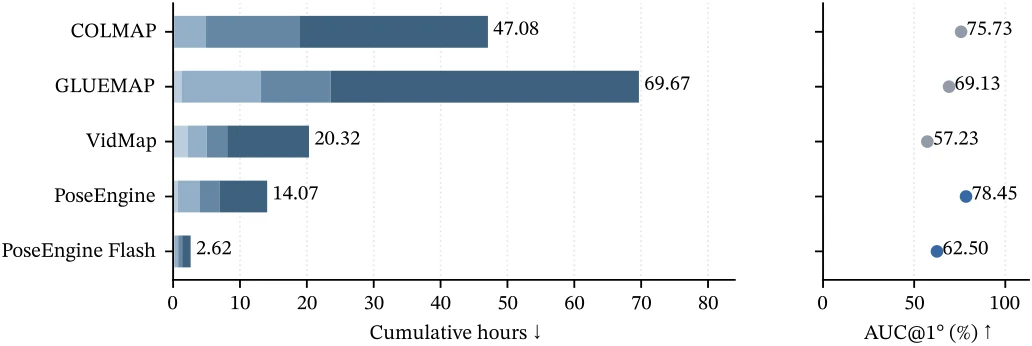 COLMAP 47.08 75.73
GLUEMAP 69.67 69.13
VidMap 20.32 57.23
PoseEngine 14.07 78.45
PoseEngine Flash 2.62 62.50
0 10 20 30 40 50 60 70 80 0 50 100
Cumulative hours ↓ AUC@1° (%) ↑